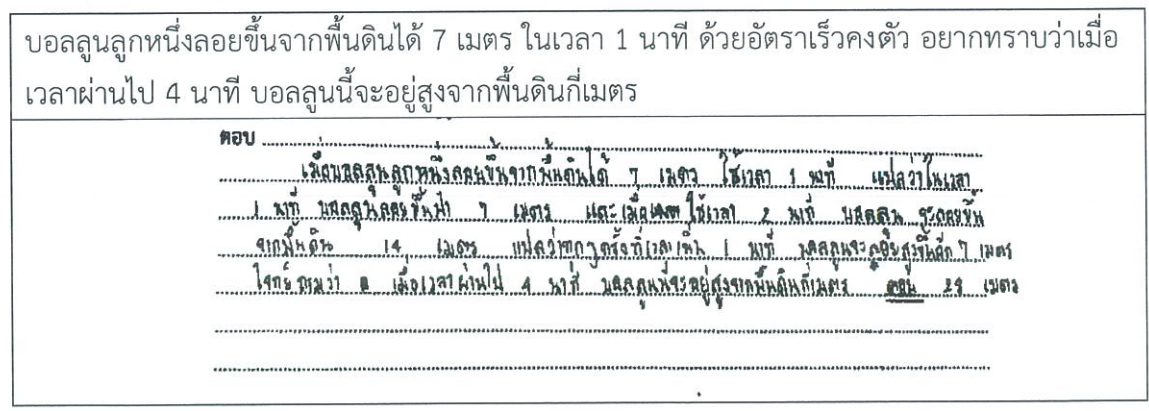 บอลลูนลูกหนึ่งลอยขึ้นจากพื้นดินได้ 7 เมตร ในเวลา 1 นาที ด้วยอัตราเร็วคงตัว อยากทราบว่าเมื่อ
เวลาผ่านไป 4 นาที บอลลูนนี้จะอยู่สูงจากพื้นดินกี่เมตร
ตอบ
เมื่อบอลลูนลูกหนึ่งลอยขึ้นจากพื้นดินได้ 7 เมตร ใช้เวลา 1 นาที แปลว่าในเวลา
1 นาที บอลลูนลอยขึ้นฟ้า 7 เมตร และเมื่อ ใช้เวลา 2 นาที บอลลูน จะลอยขึ้น
จากพื้นดิน 14 เมตร แปลว่าทุกๆครั้งที่เวลาเพิ่ม 1 นาที บอลลูนจะลอยสูงขึ้นอีก 7 เมตร
โจทย์ถามว่า เมื่อเวลาผ่านไป 4 นาที บอลลูนนี้จะอยู่สูงจากพื้นดินกี่เมตร ตอบ 28 เมตร